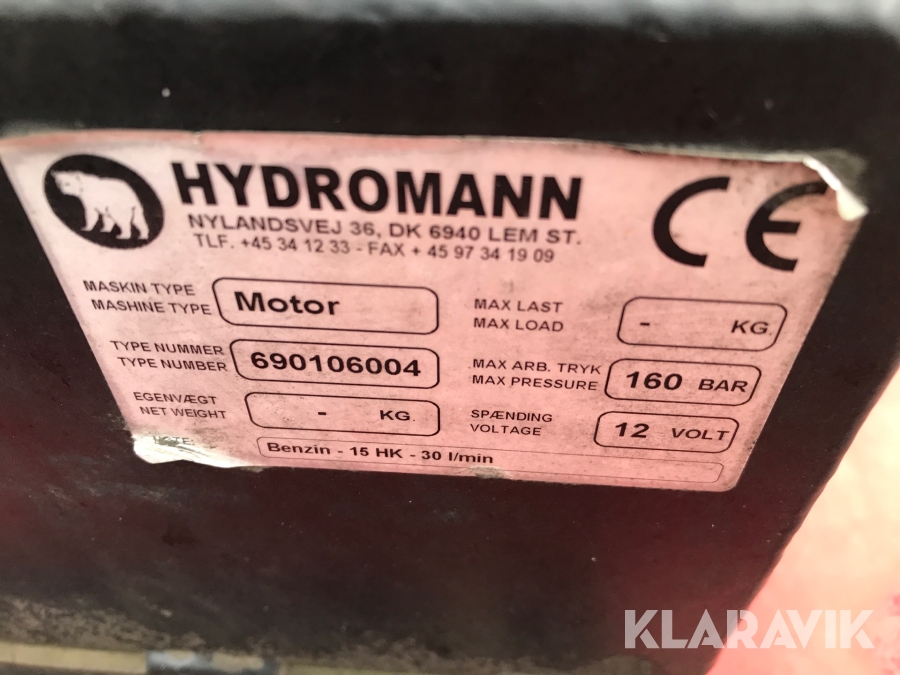 HYDROMANN
NYLANDSVEJ 36, DK 6940 LEM ST.
TLF. +45 34 12 33 - FAX + 45 97 34 19 09
CE
MASKIN TYPE
MASHINE TYPE
Motor
MAX LAST
MAX LOAD
- KG.
TYPE NUMMER
TYPE NUMBER
690106004
MAX ARB. TRYK
MAX PRESSURE
160 BAR
EGENVÆGT
NET WEIGHT
- KG.
SPÆNDING
VOLTAGE
12 VOLT
NOTE:
Benzin - 15 HK - 30 l/min
KLARAVIK